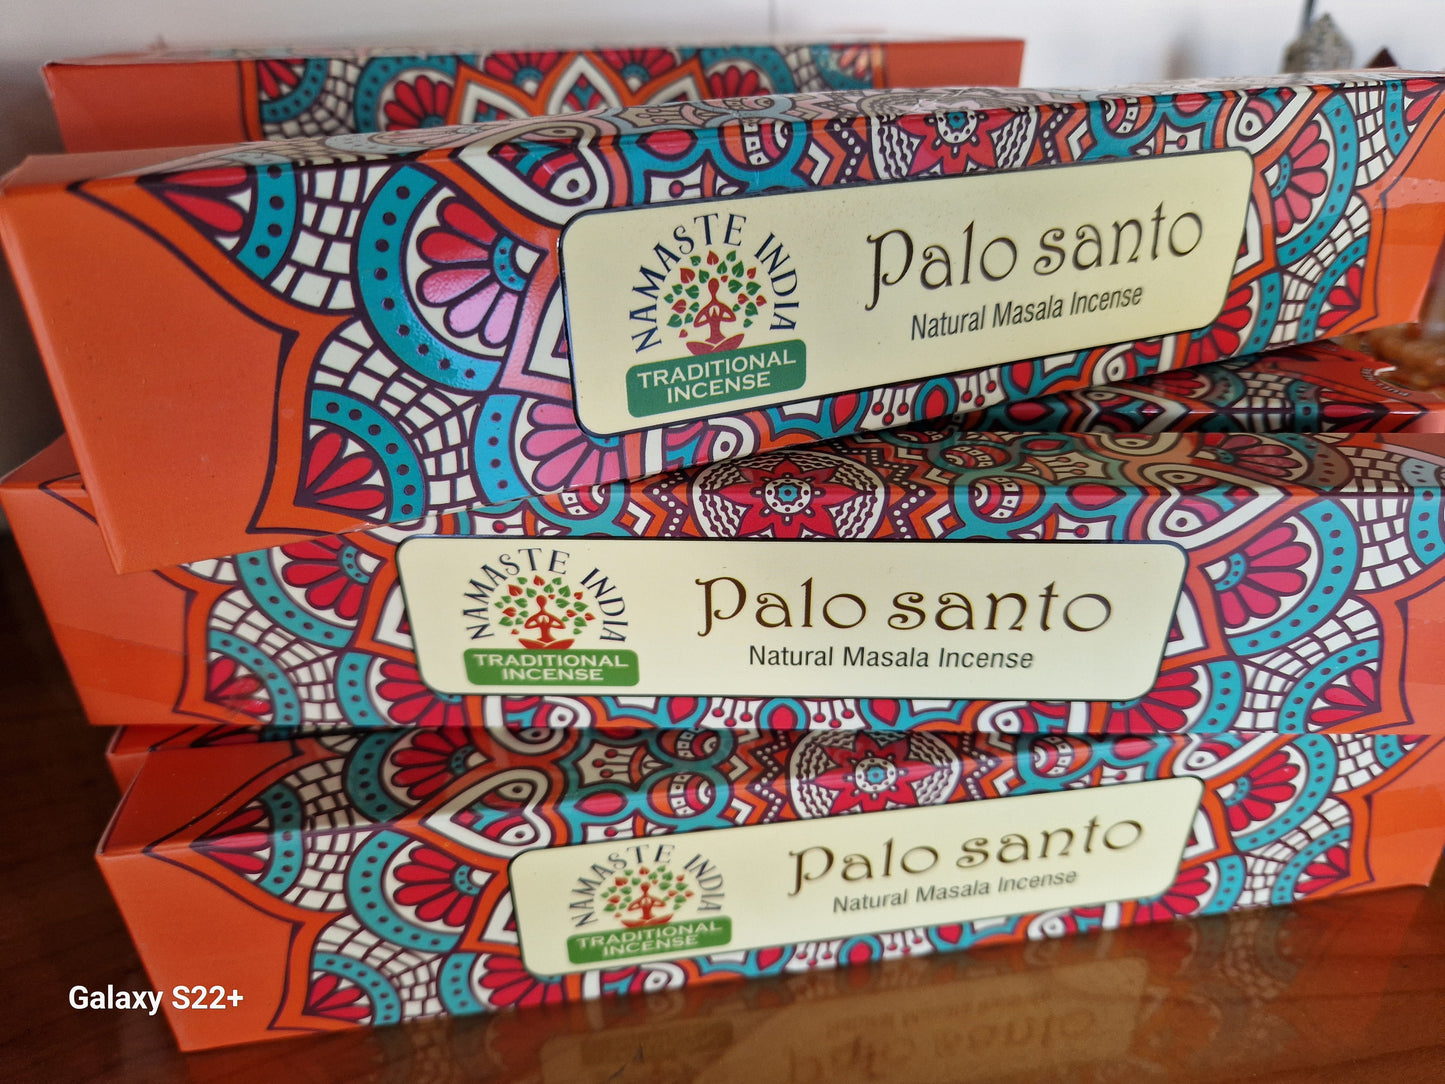 NAMASTE INDIA
TRADITIONAL
INCENSE
Palo santo
Natural Masala Incense
NAMASTE INDIA
TRADITIONAL
INCENSE
Palo santo
Natural Masala Incense
NAMASTE INDIA
TRADITIONAL
INCENSE
Palo santo
Natural Masala Incense
Galaxy S22+